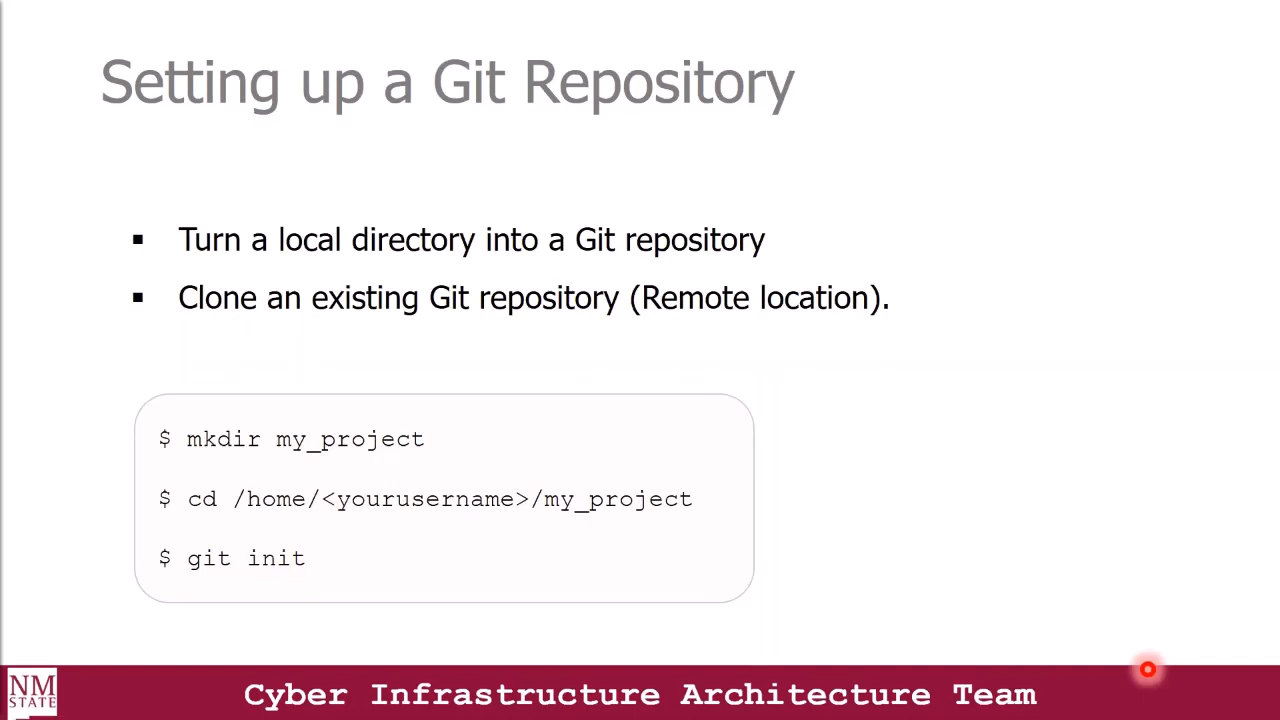 Setting up a Git Repository
▪ Turn a local directory into a Git repository
▪ Clone an existing Git repository (Remote location).
$ mkdir my_project
$ cd /home/<yourusername>/my_project
$ git init
NM
STATE
Cyber Infrastructure Architecture Team